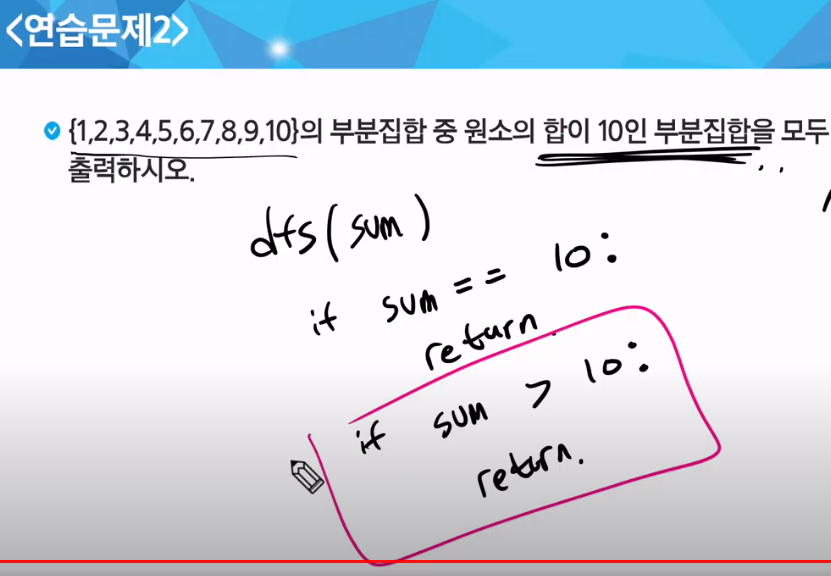 <연습문제2>
{1,2,3,4,5,6,7,8,9,10}의 부분집합 중 원소의 합이 10인 부분집합을 모두
출력하시오.
dfs(sum)
if sum == 10:
return.
if sum > 10:
return.